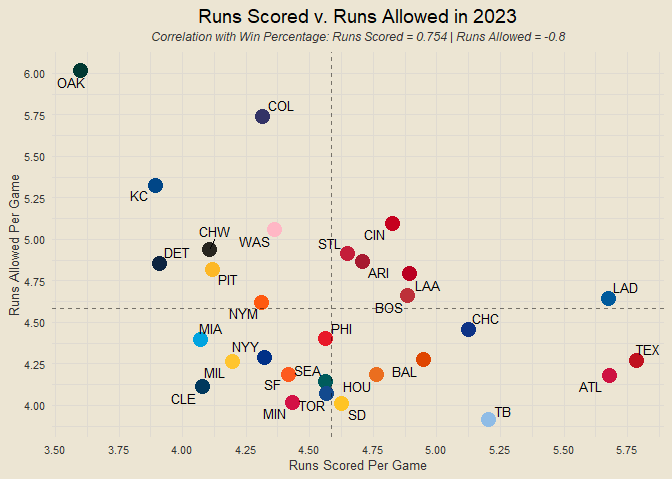 Runs Scored v. Runs Allowed in 2023
Correlation with Win Percentage: Runs Scored = 0.754 | Runs Allowed = -0.8
6.00
OAK
5.75
COL
5.50
5.25
KC
5.00
CHW
WAS
CIN
STL
DET
ARI
4.75
PIT
LAA
LAD
BOS
4.50
NYM
CHC
MIA
PHI
4.25
NYY
TEX
MIL
SEA
BAL
SF
HOU
ATL
CLE
4.00
MIN
TOR
SD
TB
3.50
3.75
4.00
4.25
4.50
4.75
5.00
5.25
5.50
5.75
Runs Scored Per Game
Runs Allowed Per Game